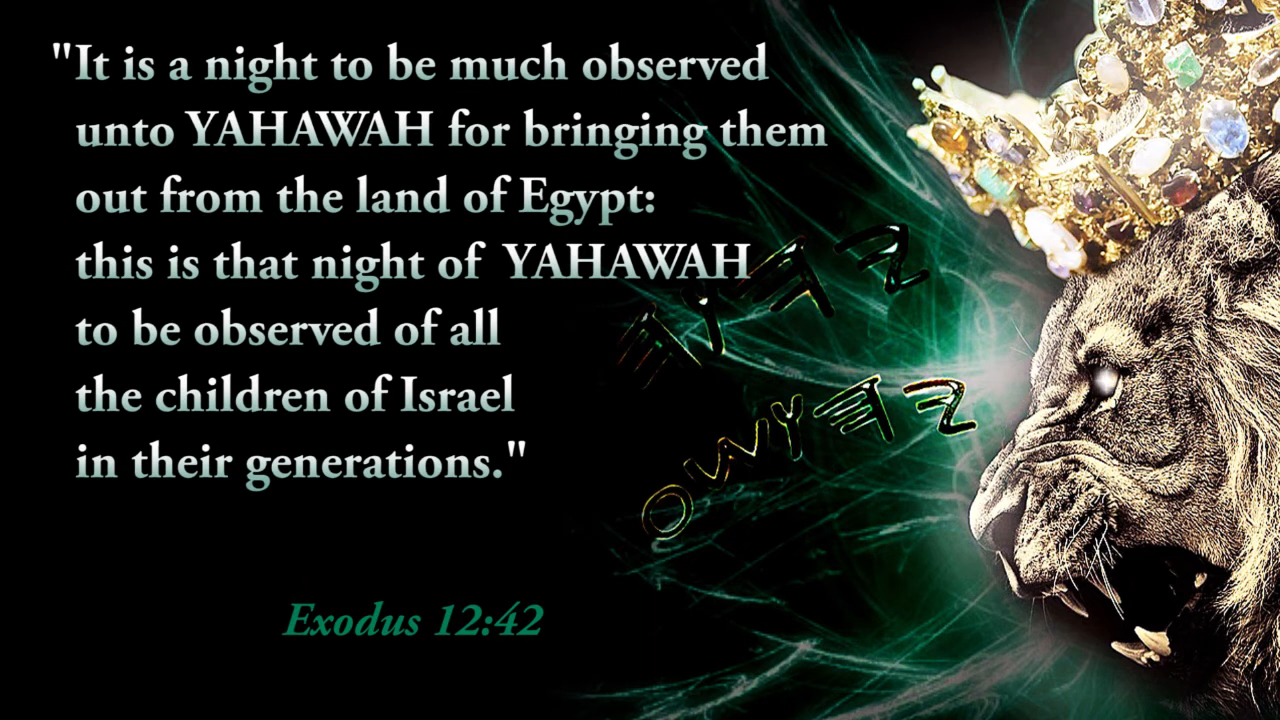 "It is a night to be much observed
unto YAHAWAH for bringing them
out from the land of Egypt:
this is that night of YAHAWAH
to be observed of all
the children of Israel
in their generations."
𐤉𐤄𐤅𐤄
𐤉𐤄𐤅𐤔𐤏
Exodus 12:42